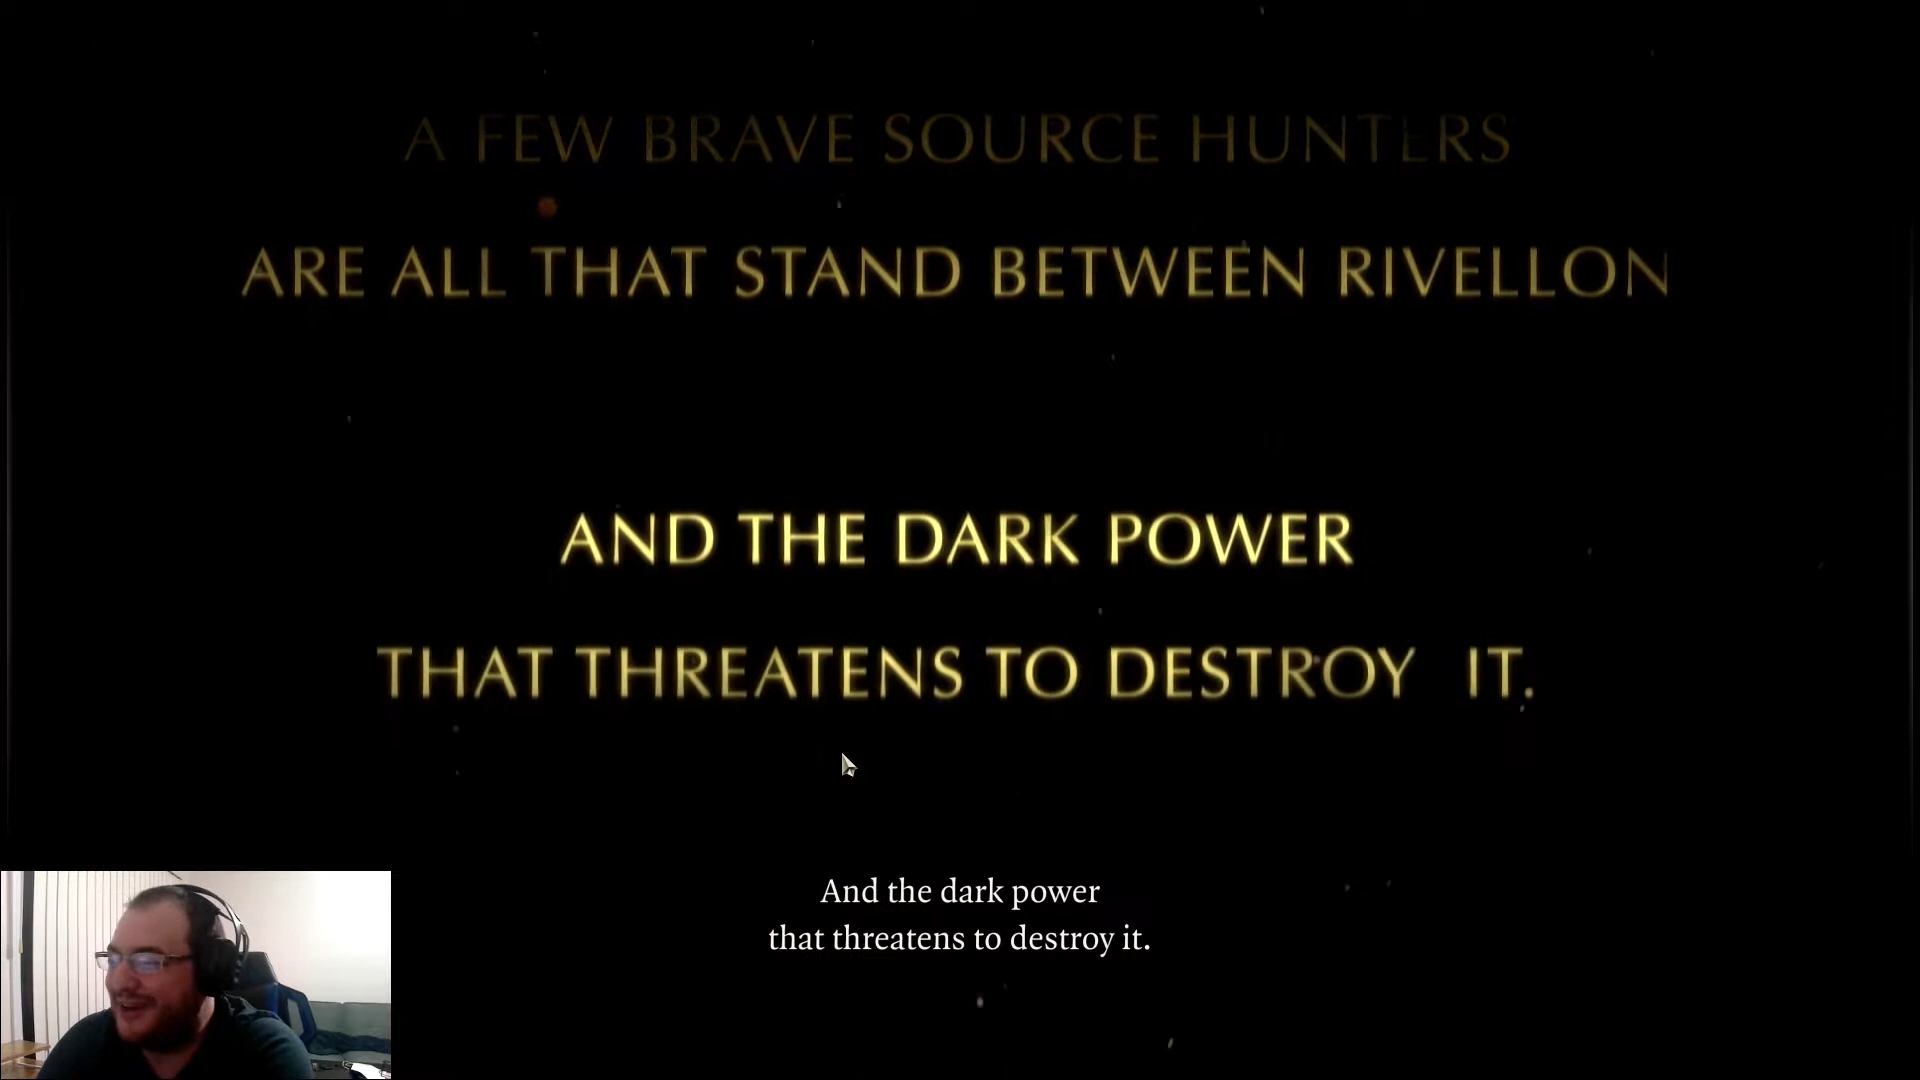 A FEW BRAVE SOURCE HUNTERS
ARE ALL THAT STAND BETWEEN RIVELLON
AND THE DARK POWER
THAT THREATENS TO DESTROY IT.
And the dark power
that threatens to destroy it.